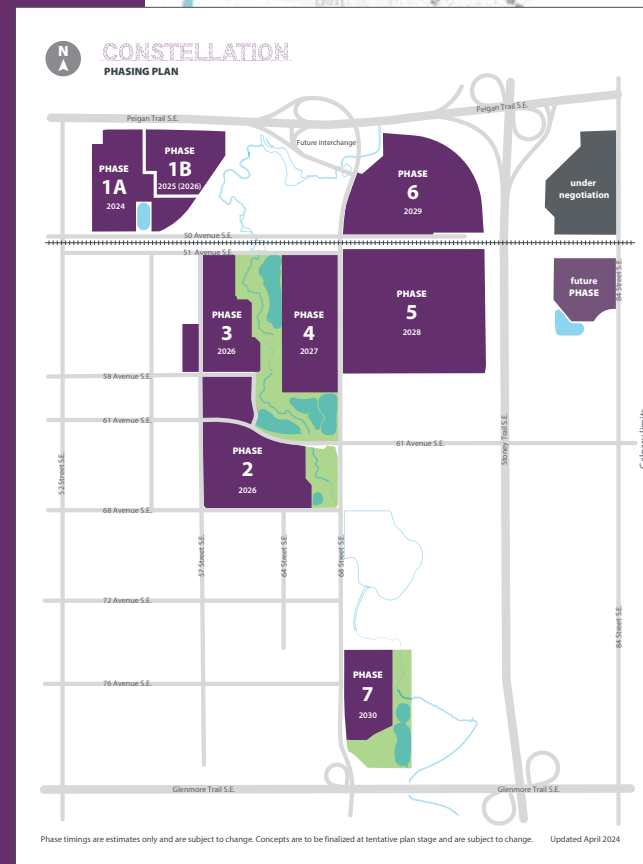 N
CONSTELLATION
PHASING PLAN
Peigan Trail S.E.
Peigan Trail S.E.
Future interchange
PHASE
1A
2024
PHASE
1B
2025 (2026)
PHASE
6
2029
under
negotiation
50 Avenue S.E.
51 Avenue S.E.
84 Street S.E.
future
PHASE
PHASE
3
2026
PHASE
4
2027
PHASE
5
2028
58 Avenue S.E.
61 Avenue S.E.
61 Avenue S.E.
Stoney Trail S.E.
Calgary limits
52 Street S.E.
PHASE
2
2026
68 Avenue S.E.
57 Street S.E.
64 Street S.E.
68 Street S.E.
72 Avenue S.E.
84 Street S.E.
76 Avenue S.E.
PHASE
7
2030
Glenmore Trail S.E.
Glenmore Trail S.E.
Phase timings are estimates only and are subject to change. Concepts are to be finalized at tentative plan stage and are subject to change. Updated April 2024